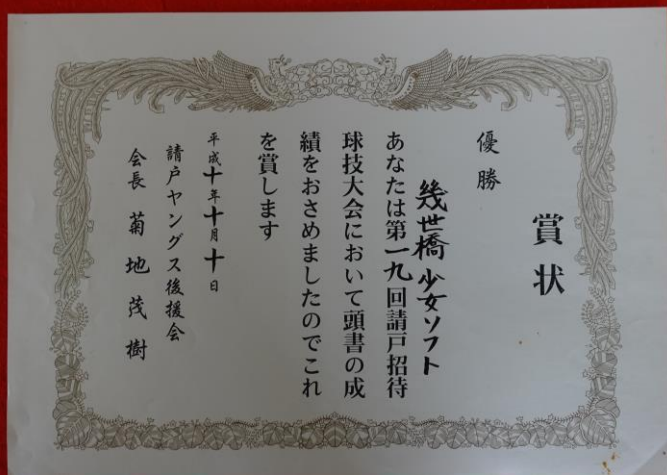 賞状
優勝
幾世橋少女ソフト
あなたは第一九回請戸招待
球技大会において頭書の成
績をおさめましたのでこれ
を賞します
平成十年十月十日
請戸ヤングス後援会
会長 菊地茂樹